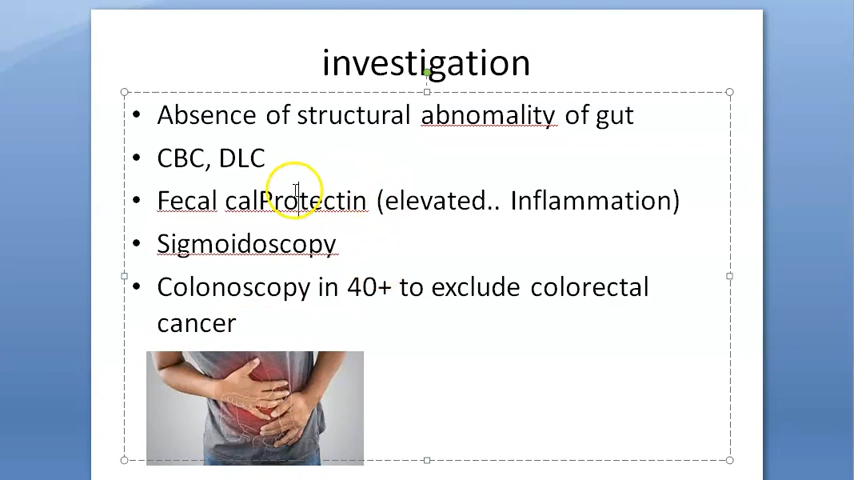 investigation
• Absence of structural abnomality of gut
• CBC, DLC
• Fecal calProtectin (elevated.. Inflammation)
• Sigmoidoscopy
• Colonoscopy in 40+ to exclude colorectal
cancer